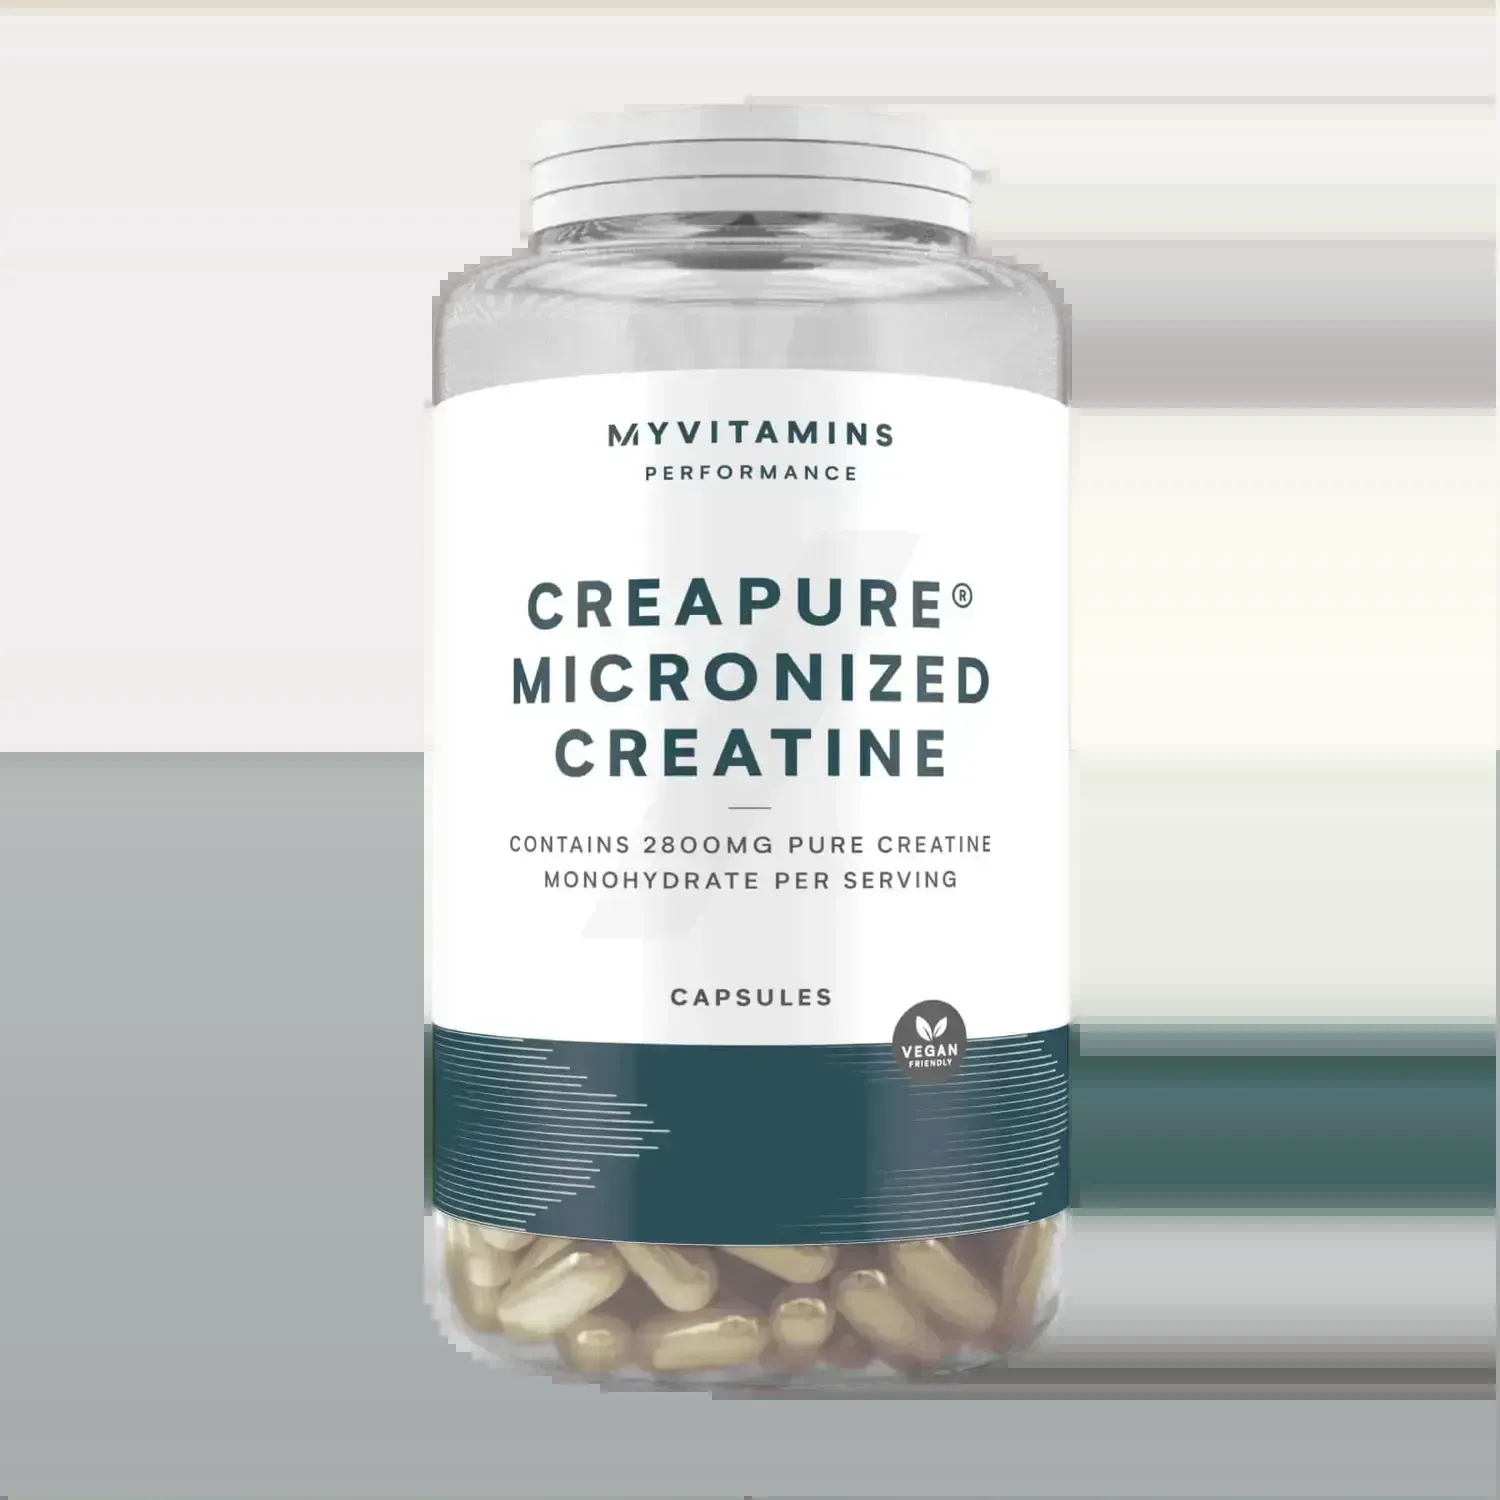 MYVITAMINS
PERFORMANCE
CREAPURE®
MICRONIZED
CREATINE
CONTAINS 2800MG PURE CREATINE
MONOHYDRATE PER SERVING
CAPSULES
VEGAN
FRIENDLY